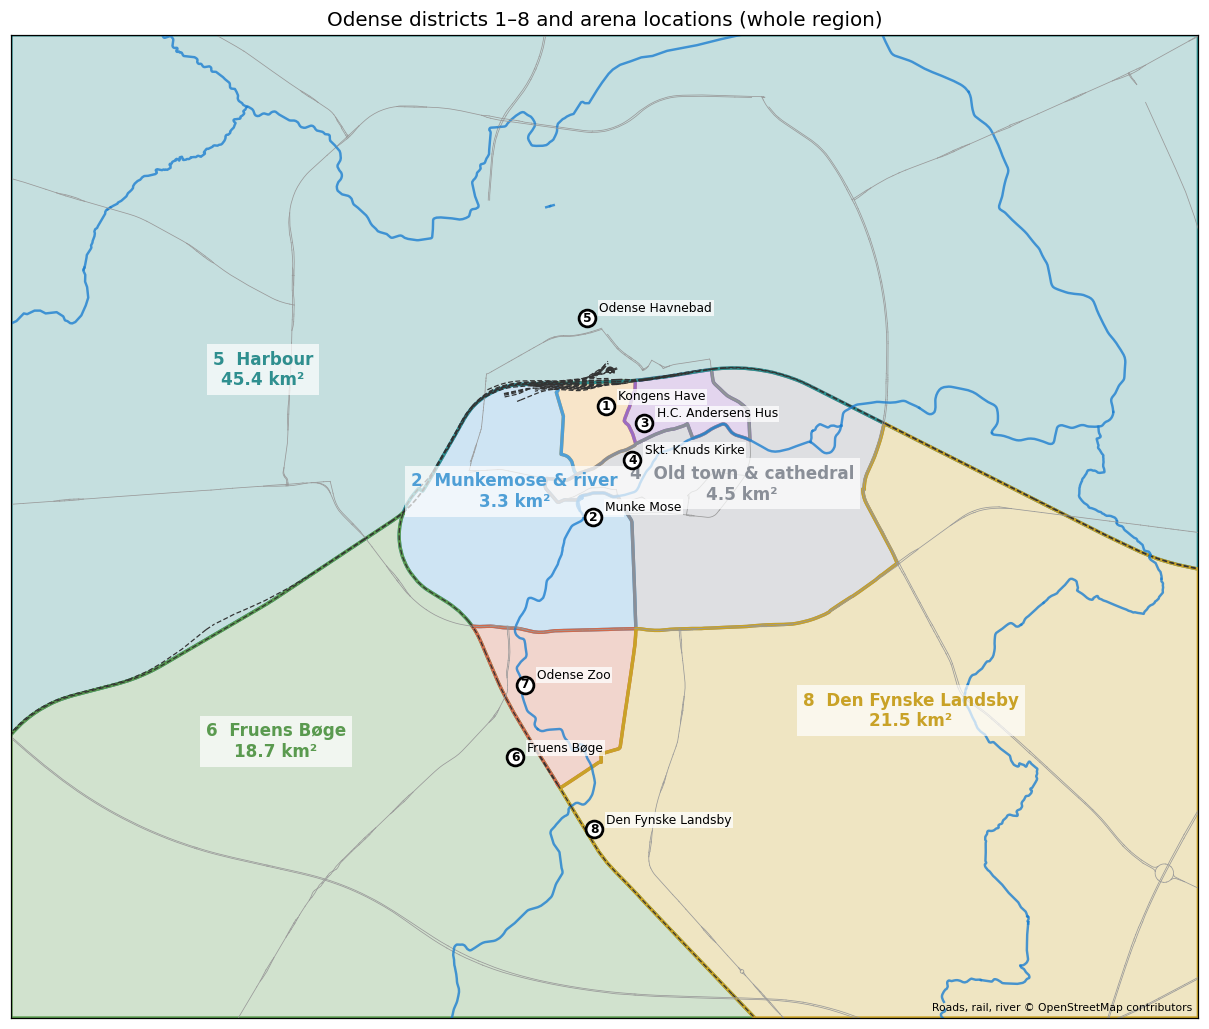 Odense districts 1–8 and arena locations (whole region)
5 Odense Havnebad
5 Harbour
45.4 km²
1 Kongens Have
3 H.C. Andersens Hus
4 Skt. Knuds Kirke
2 Munkemose & river
3.3 km²
4 Old town & cathedral
4.5 km²
2 Munke Mose
7 Odense Zoo
8 Den Fynske Landsby
21.5 km²
6 Fruens Bøge
18.7 km²
6 Fruens Bøge
8 Den Fynske Landsby
Roads, rail, river © OpenStreetMap contributors